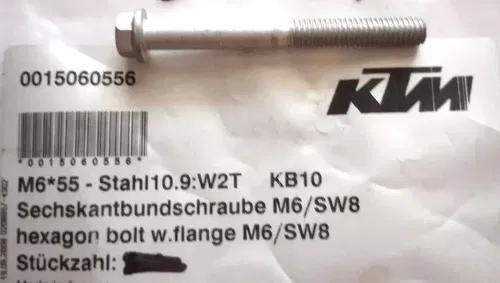 0015060556
KTM
*0015060556*
M6*55 - Stahl10.9:W2T KB10
Sechskantbundschraube M6/SW8
hexagon bolt w.flange M6/SW8
Stückzahl: